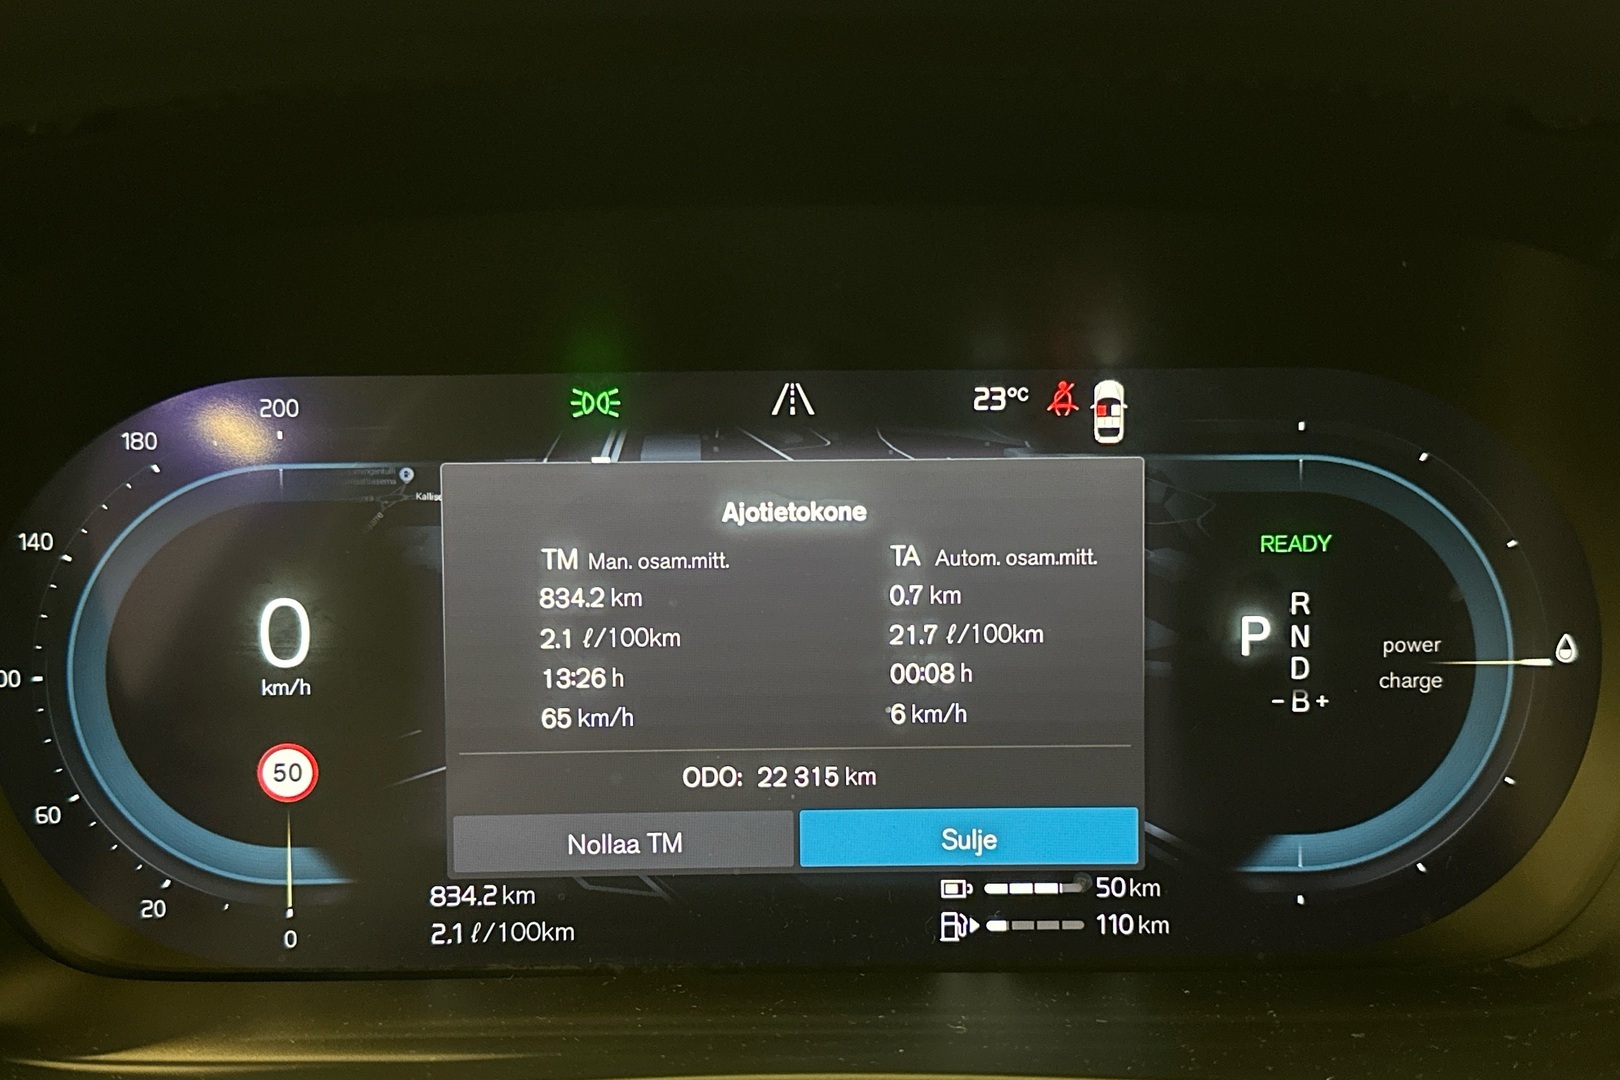 200
180
140
60
20
0
0
km/h
50
23°C
Kallis
Ajotietokone
TM Man. osam.mitt.
834.2 km
2.1 ℓ/100km
13:26 h
65 km/h
TA Autom. osam.mitt.
0.7 km
21.7 ℓ/100km
00:08 h
6 km/h
ODO: 22 315 km
Nollaa TM
Sulje
834.2 km
2.1 ℓ/100km
50 km
110 km
READY
P
R
N
D
- B +
power
charge